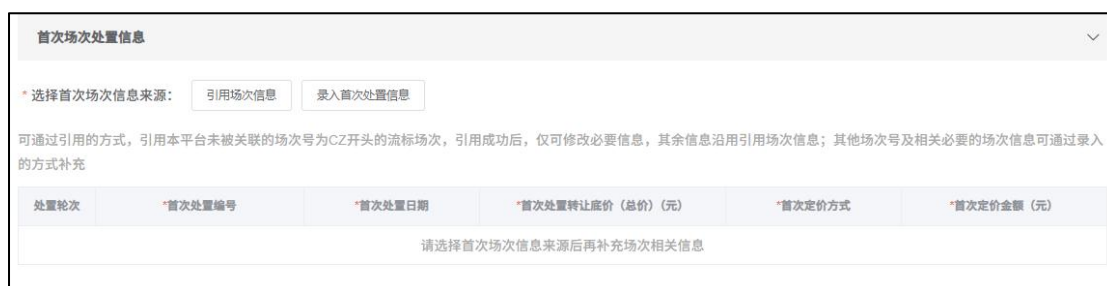 首次场次处置信息
* 选择首次场次信息来源： 引用场次信息 录入首次处置信息
可通过引用的方式，引用本平台未被关联的场次号为CZ开头的流标场次，引用成功后，仅可修改必要信息，其余信息沿用引用场次信息；其他场次号及相关必要的场次信息可通过录入
的方式补充
处置轮次 *首次处置编号 *首次处置日期 *首次处置转让底价（总价）（元） *首次定价方式 *首次定价金额（元）
请选择首次场次信息来源后再补充场次相关信息